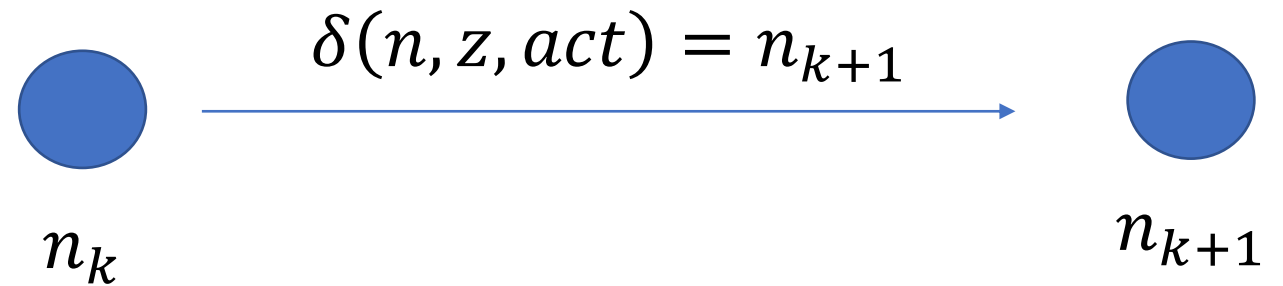 δ(n, z, act) = n_{k+1}
n_k
n_{k+1}